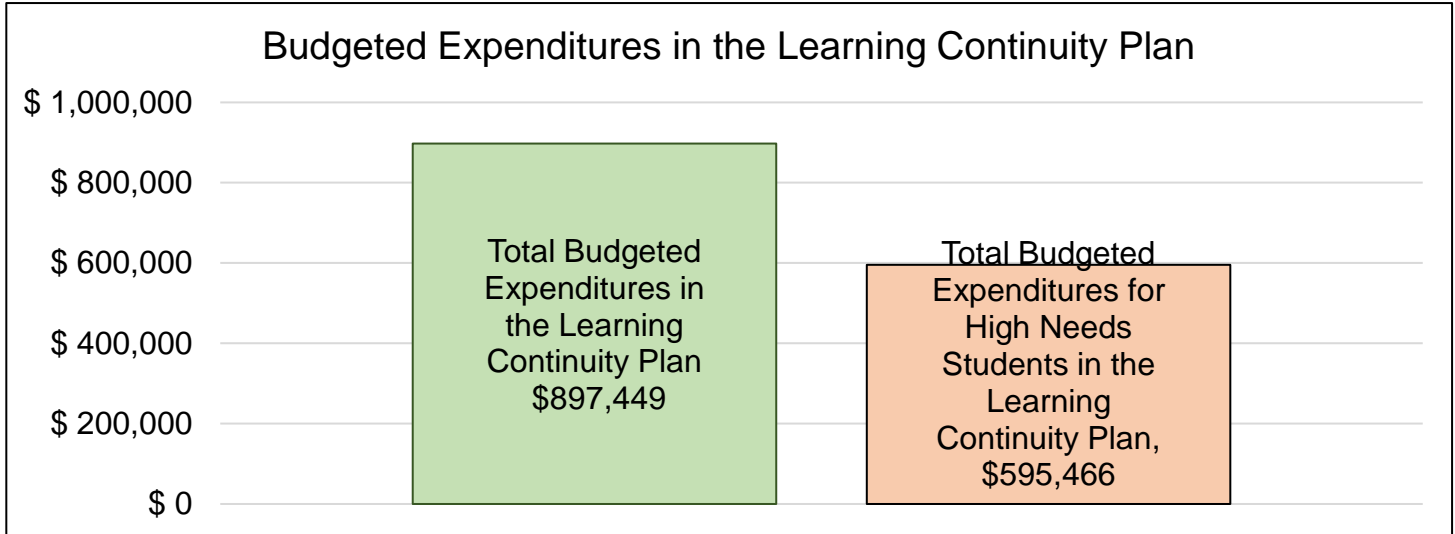 Budgeted Expenditures in the Learning Continuity Plan
$ 1,000,000
$ 800,000
$ 600,000
$ 400,000
$ 200,000
$ 0
Total Budgeted
Expenditures in
the Learning
Continuity Plan
$897,449
Total Budgeted
Expenditures for
High Needs
Students in the
Learning
Continuity Plan,
$595,466